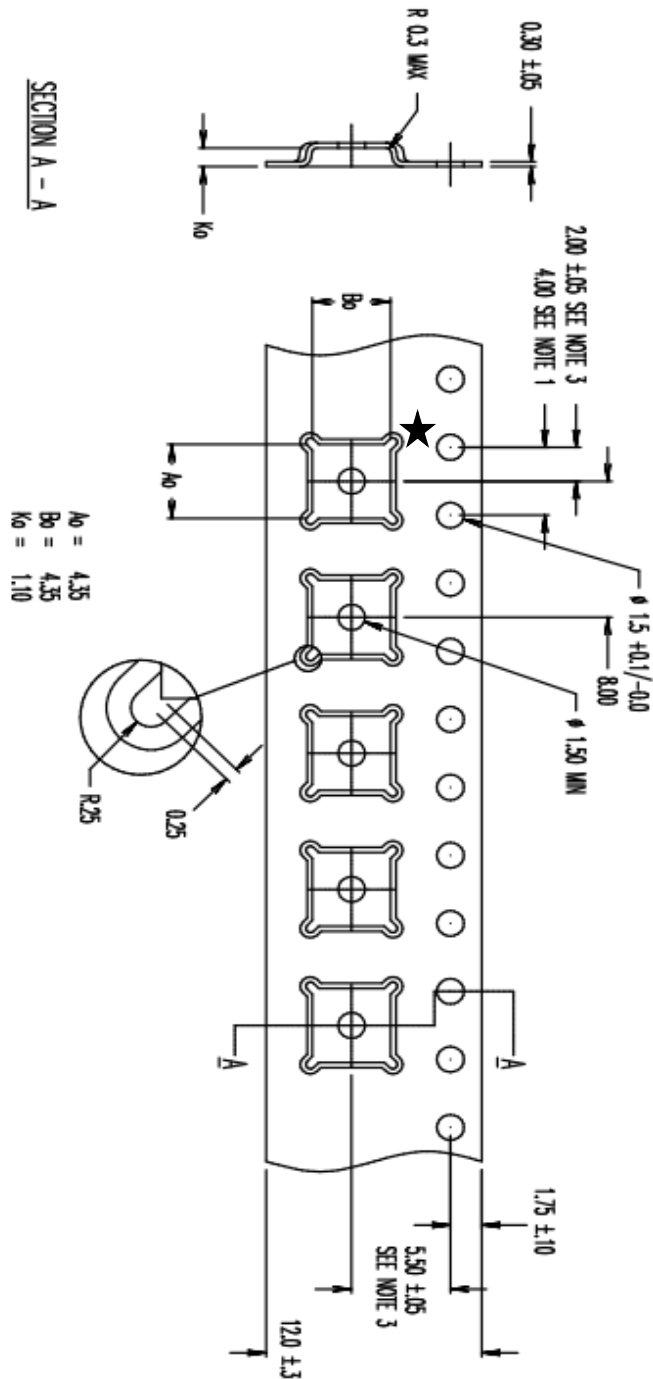 0.30 ±.05
R 0.3 MAX
Ko
SECTION A - A
2.00 ±.05 SEE NOTE 3
4.00 SEE NOTE 1
Bo
Ao
ø 1.5 +0.1/-0.0
8.00
ø 1.50 MIN
Ao = 4.35
Bo = 4.35
Ko = 1.10
0.25
R.25
A
A
1.75 ±.10
5.50 ±.05
SEE NOTE 3
12.0 ±.3